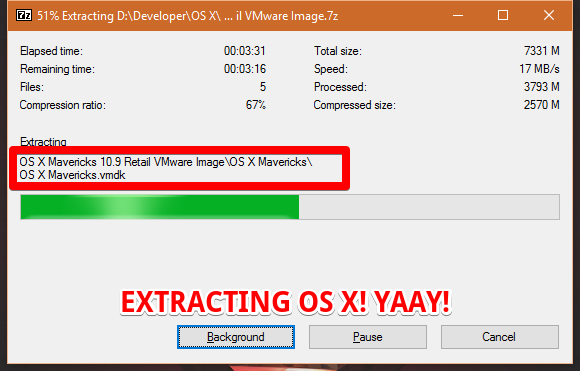 7z 51% Extracting D:\Developer\OS X\ ... il VMware Image.7z
Elapsed time: 00:03:31 Total size: 7331 M
Remaining time: 00:03:16 Speed: 17 MB/s
Files: 5 Processed: 3793 M
Compression ratio: 67% Compressed size: 2570 M
Extracting
OS X Mavericks 10.9 Retail VMware Image\OS X Mavericks\
OS X Mavericks.vmdk
EXTRACTING OS X! YAAY!
Background Pause Cancel